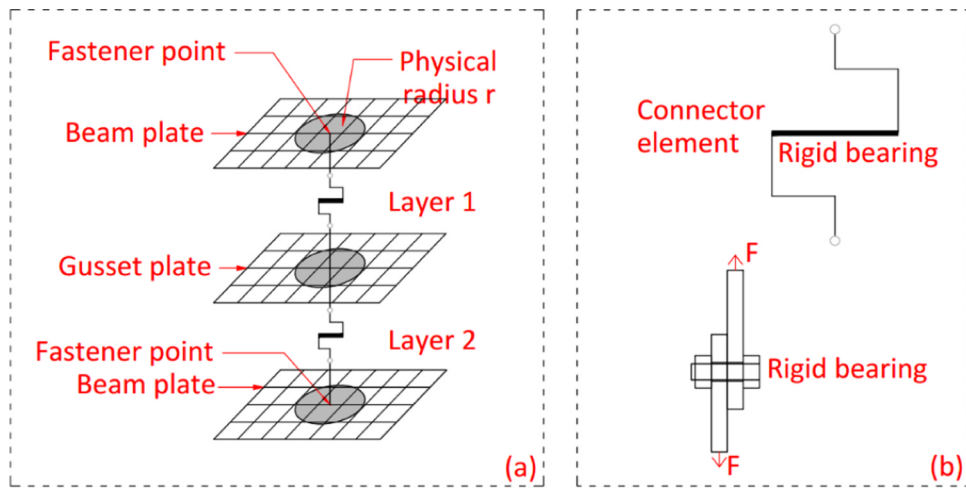 Fastener point
Physical
radius r
Beam plate
Layer 1
Gusset plate
Layer 2
Fastener point
Beam plate
(a)
Connector
element
Rigid bearing
F
Rigid bearing
F
(b)